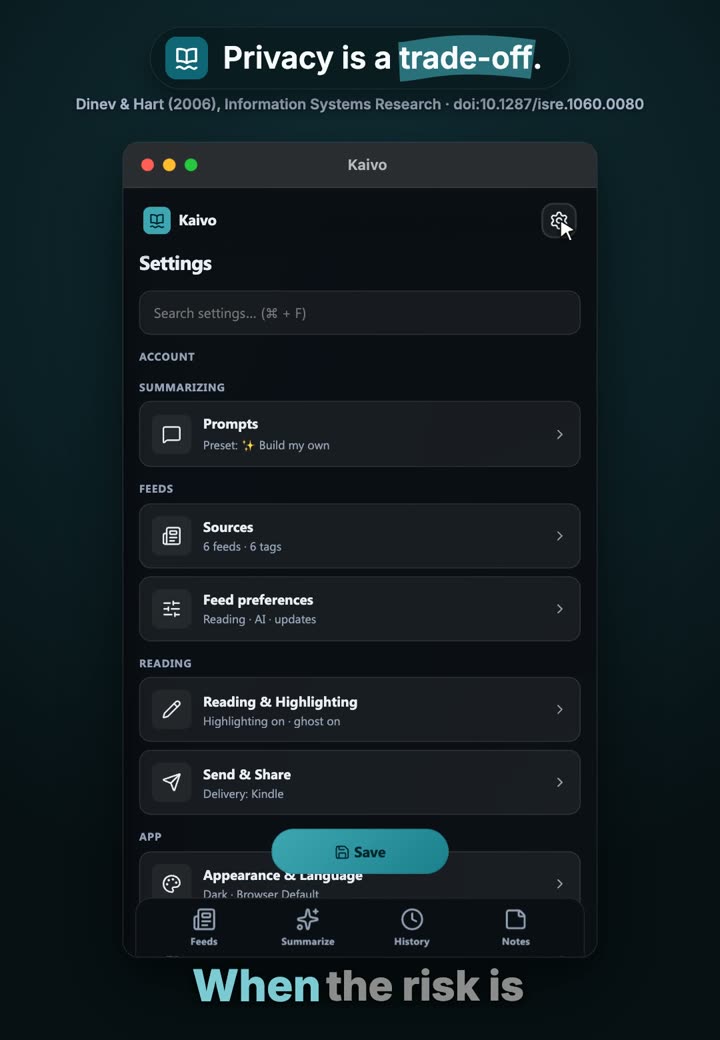 Privacy is a trade-off.
Dinev & Hart (2006), Information Systems Research · doi:10.1287/isre.1060.0080
Kaivo
Kaivo
Settings
Search settings... (⌘ + F)
ACCOUNT
SUMMARIZING
Prompts
Preset: ✨ Build my own
FEEDS
Sources
6 feeds · 6 tags
Feed preferences
Reading · AI · updates
READING
Reading & Highlighting
Highlighting on · ghost on
Send & Share
Delivery: Kindle
APP
Save
Appearance & Language
Dark · Browser Default
Feeds Summarize History Notes
When the risk is